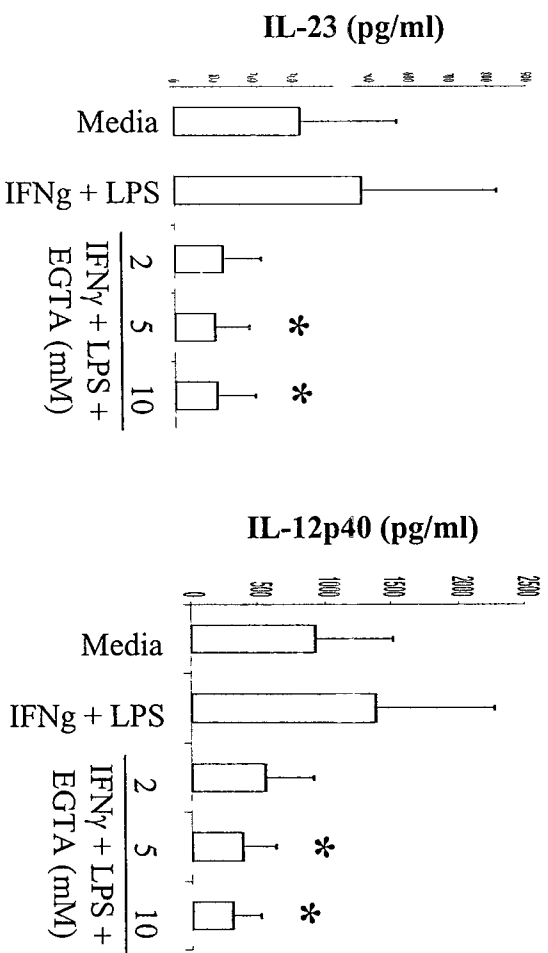 IL-23 (pg/ml)
0
Media
IFNg + LPS
2
5
10
IFNγ + LPS +
EGTA (mM)
*
*
IL-12p40 (pg/ml)
0
500
1000
1500
2000
2500
Media
IFNg + LPS
2
5
10
IFNγ + LPS +
EGTA (mM)
*
*